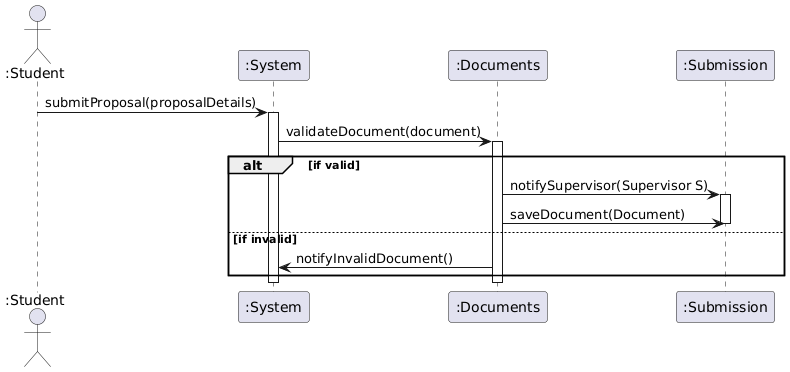 :Student
:System
:Documents
:Submission
submitProposal(proposalDetails)
validateDocument(document)
alt
[if valid]
notifySupervisor(Supervisor S)
saveDocument(Document)
[if invalid]
notifyInvalidDocument()
:Student
:System
:Documents
:Submission